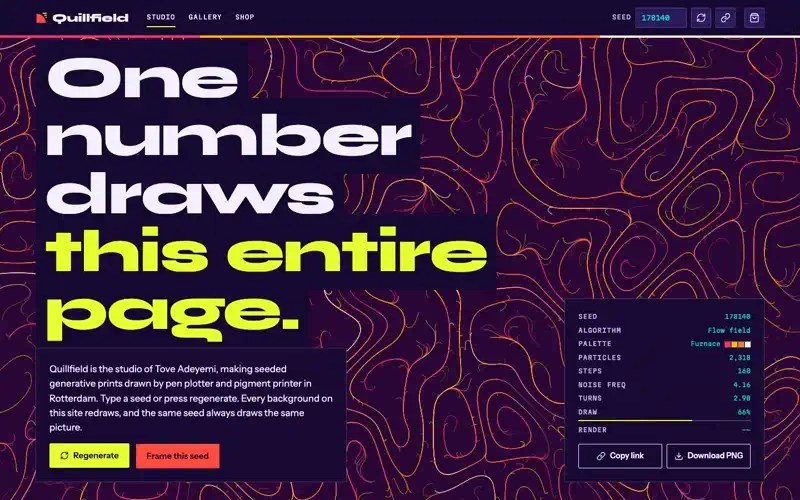 Quillfield
STUDIO GALLERY SHOP
SEED 178140
One
number
draws
this entire
page.
Quillfield is the studio of Tove Adeyemi, making seeded
generative prints drawn by pen plotter and pigment printer in
Rotterdam. Type a seed or press regenerate. Every background on
this site redraws, and the same seed always draws the same
picture.
Regenerate Frame this seed
SEED 178140
ALGORITHM Flow field
PALETTE Furnace
PARTICLES 2,318
STEPS 160
NOISE FREQ 4.16
TURNS 2.98
DRAW 66%
RENDER —
Copy link Download PNG